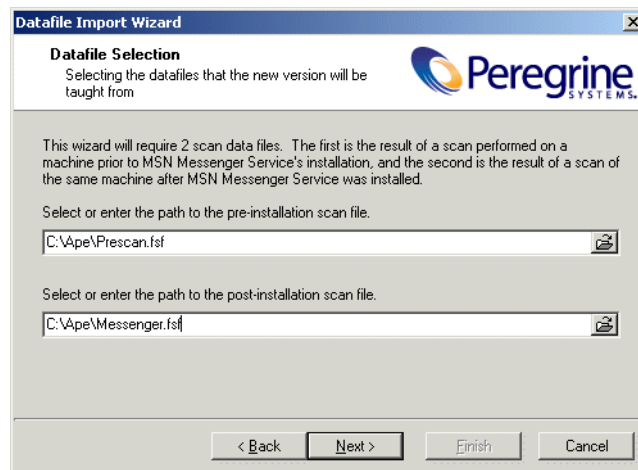 Datafile Import Wizard
Datafile Selection
Selecting the datafiles that the new version will be
taught from
Peregrine
SYSTEMS
This wizard will require 2 scan data files. The first is the result of a scan performed on a
machine prior to MSN Messenger Service's installation, and the second is the result of a scan of
the same machine after MSN Messenger Service was installed.
Select or enter the path to the pre-installation scan file.
C:\Ape\Prescan.fsf
Select or enter the path to the post-installation scan file.
C:\Ape\Messenger.fsf
< Back Next > Finish Cancel